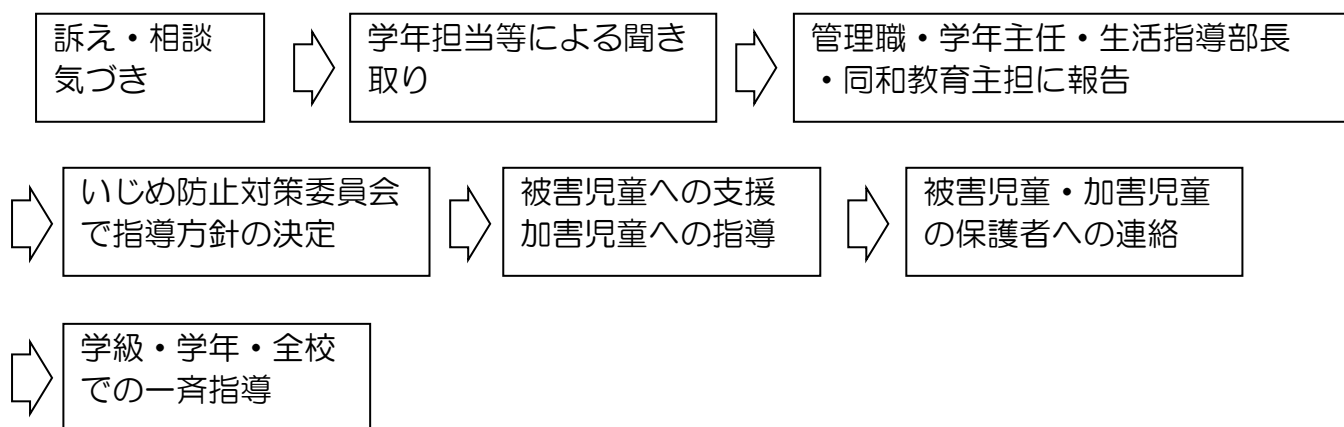 訴え・相談
気づき
学年担当等による聞き
取り
管理職・学年主任・生活指導部長
・同和教育主担に報告
いじめ防止対策委員会
で指導方針の決定
被害児童への支援
加害児童への指導
被害児童・加害児童
の保護者への連絡
学級・学年・全校
での一斉指導